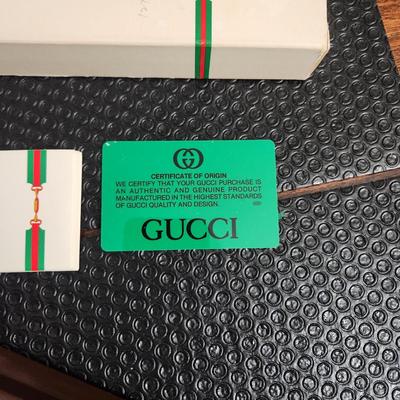 CERTIFICATE OF ORIGIN
WE CERTIFY THAT YOUR GUCCI PURCHASE IS
AN AUTHENTIC AND GENUINE PRODUCT
MANUFACTURED IN THE HIGHEST STANDARDS
OF GUCCI QUALITY AND DESIGN.
GUCCI